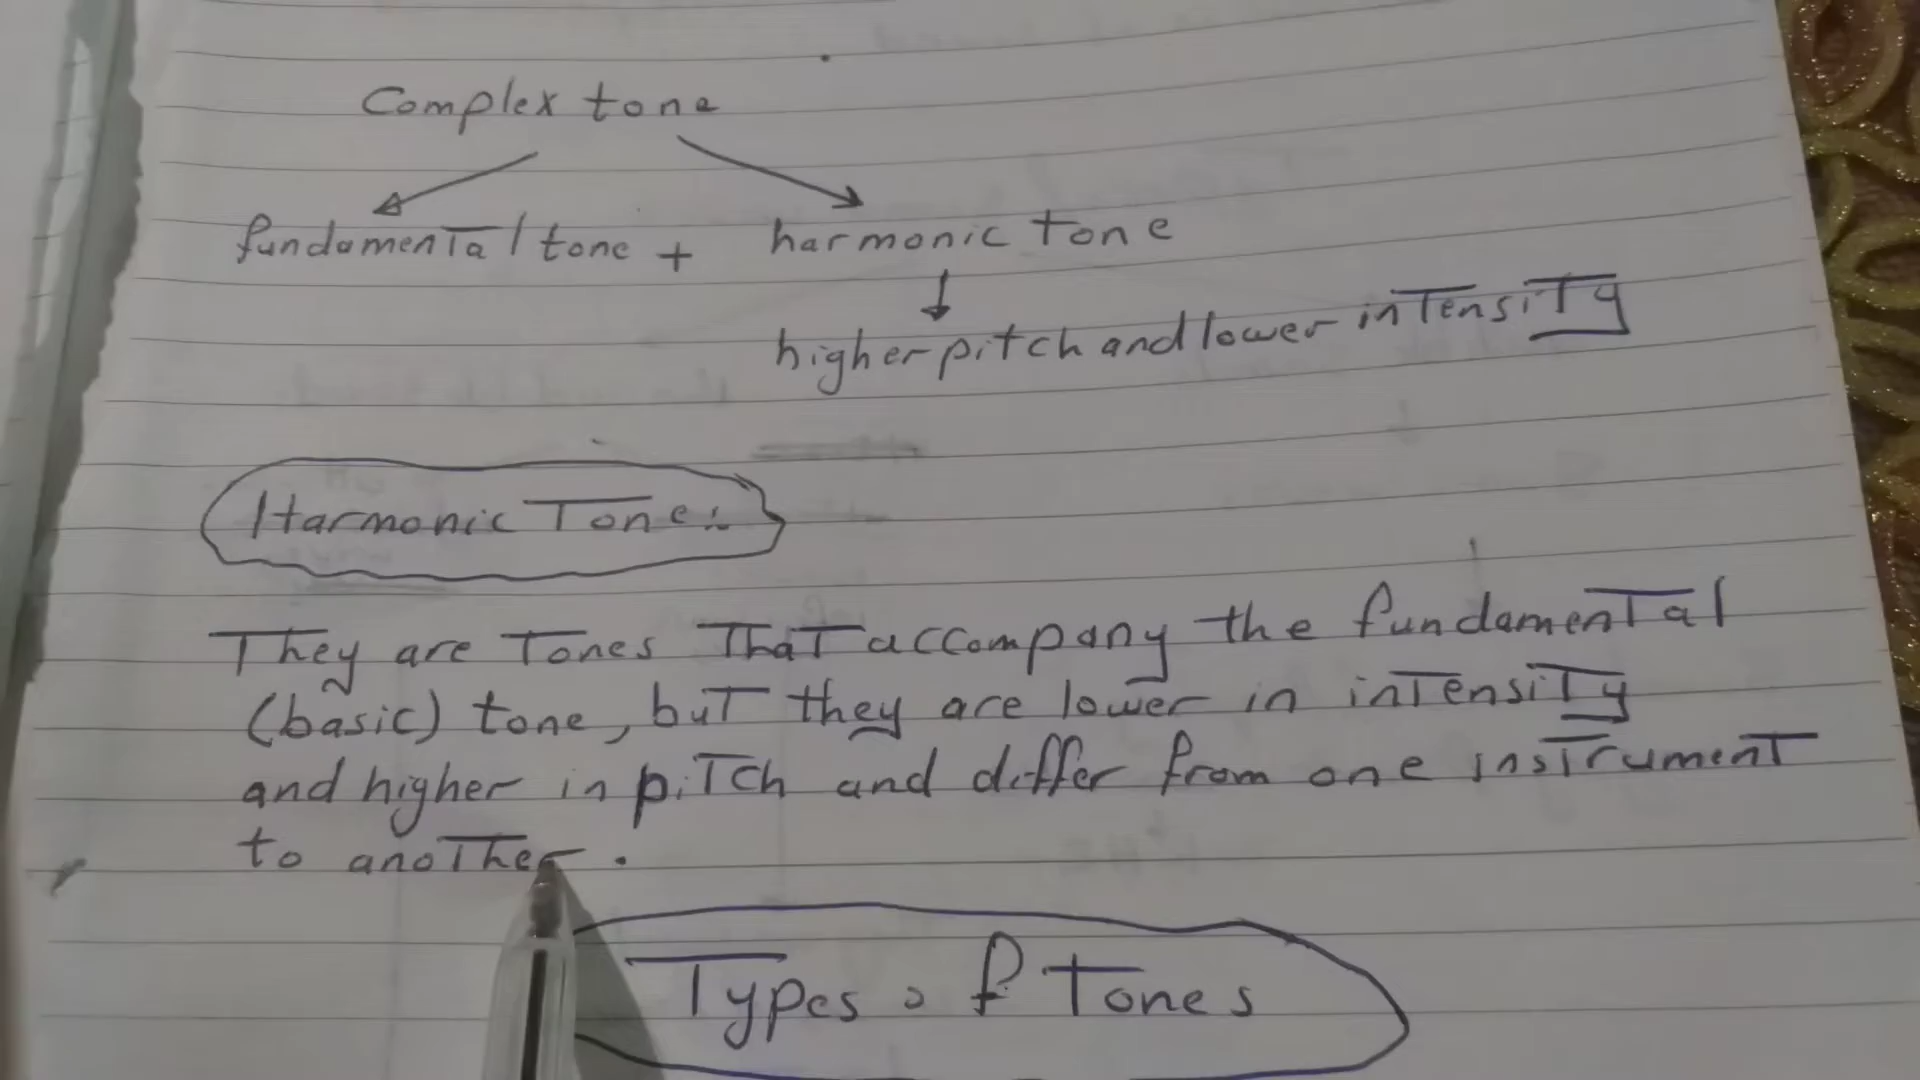 Complex tone
fundamental tone + harmonic tone
higher pitch and lower intensity
Harmonic Tone:
They are Tones That accompany the fundamental
(basic) tone, but they are lower in intensity
and higher in pitch and differ from one instrument
to another.
Types of Tones